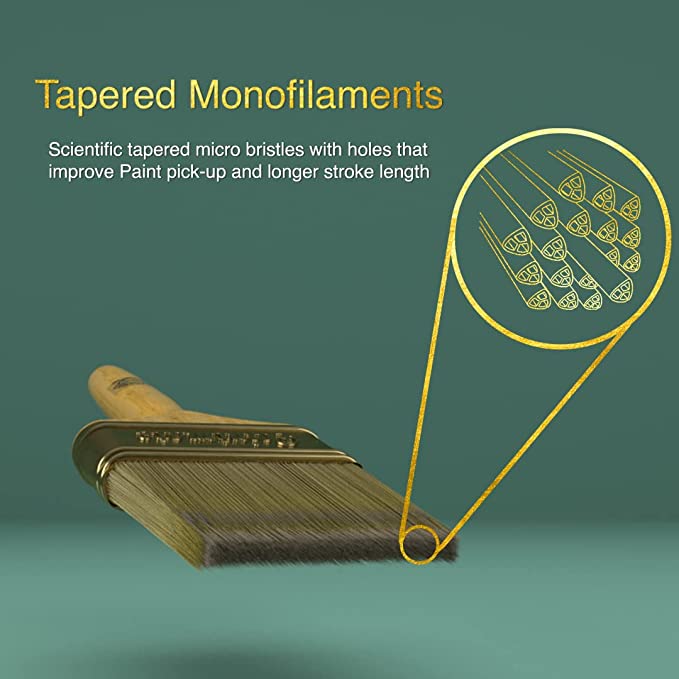 Tapered Monofilaments
Scientific tapered micro bristles with holes that
improve Paint pick-up and longer stroke length